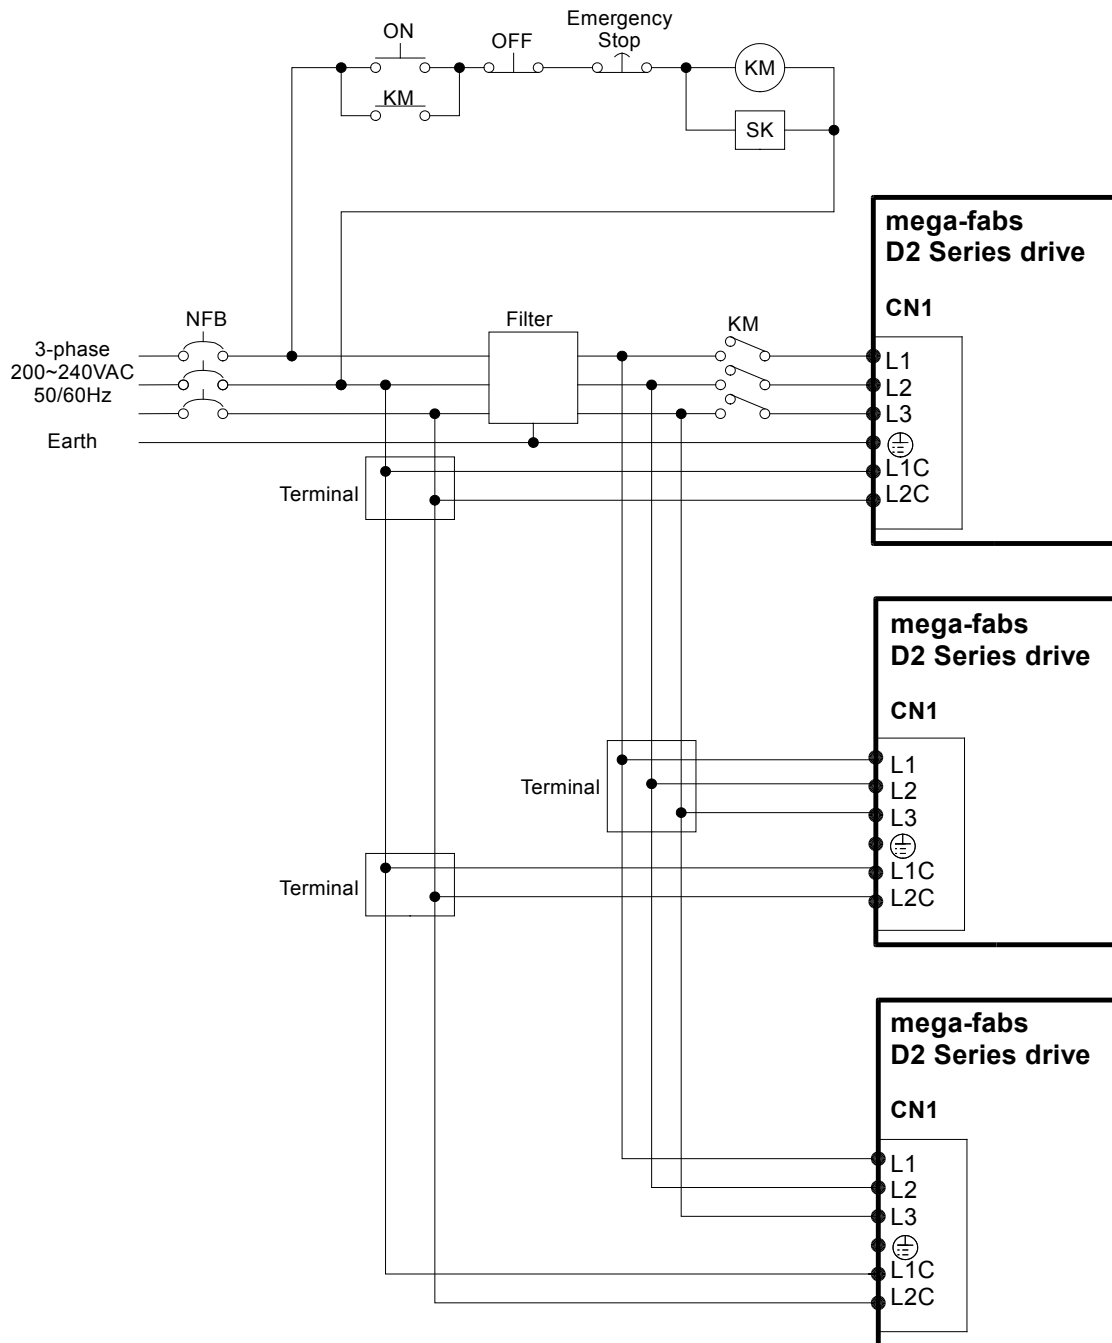 ON
OFF
Emergency
Stop
KM
KM
SK
mega-fabs
D2 Series drive
CN1
NFB
Filter
KM
3-phase
200~240VAC
50/60Hz
Earth
L1
L2
L3
L1C
L2C
Terminal
mega-fabs
D2 Series drive
CN1
Terminal
L1
L2
L3
L1C
L2C
Terminal
mega-fabs
D2 Series drive
CN1
L1
L2
L3
L1C
L2C